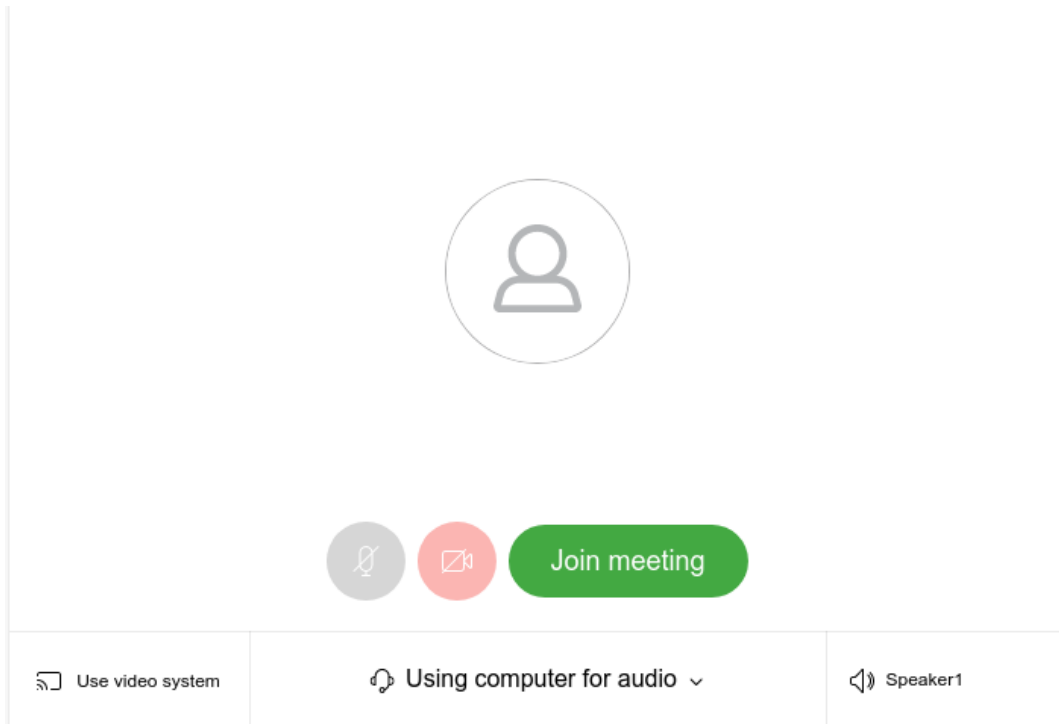 Join meeting
Use video system
Using computer for audio
Speaker1